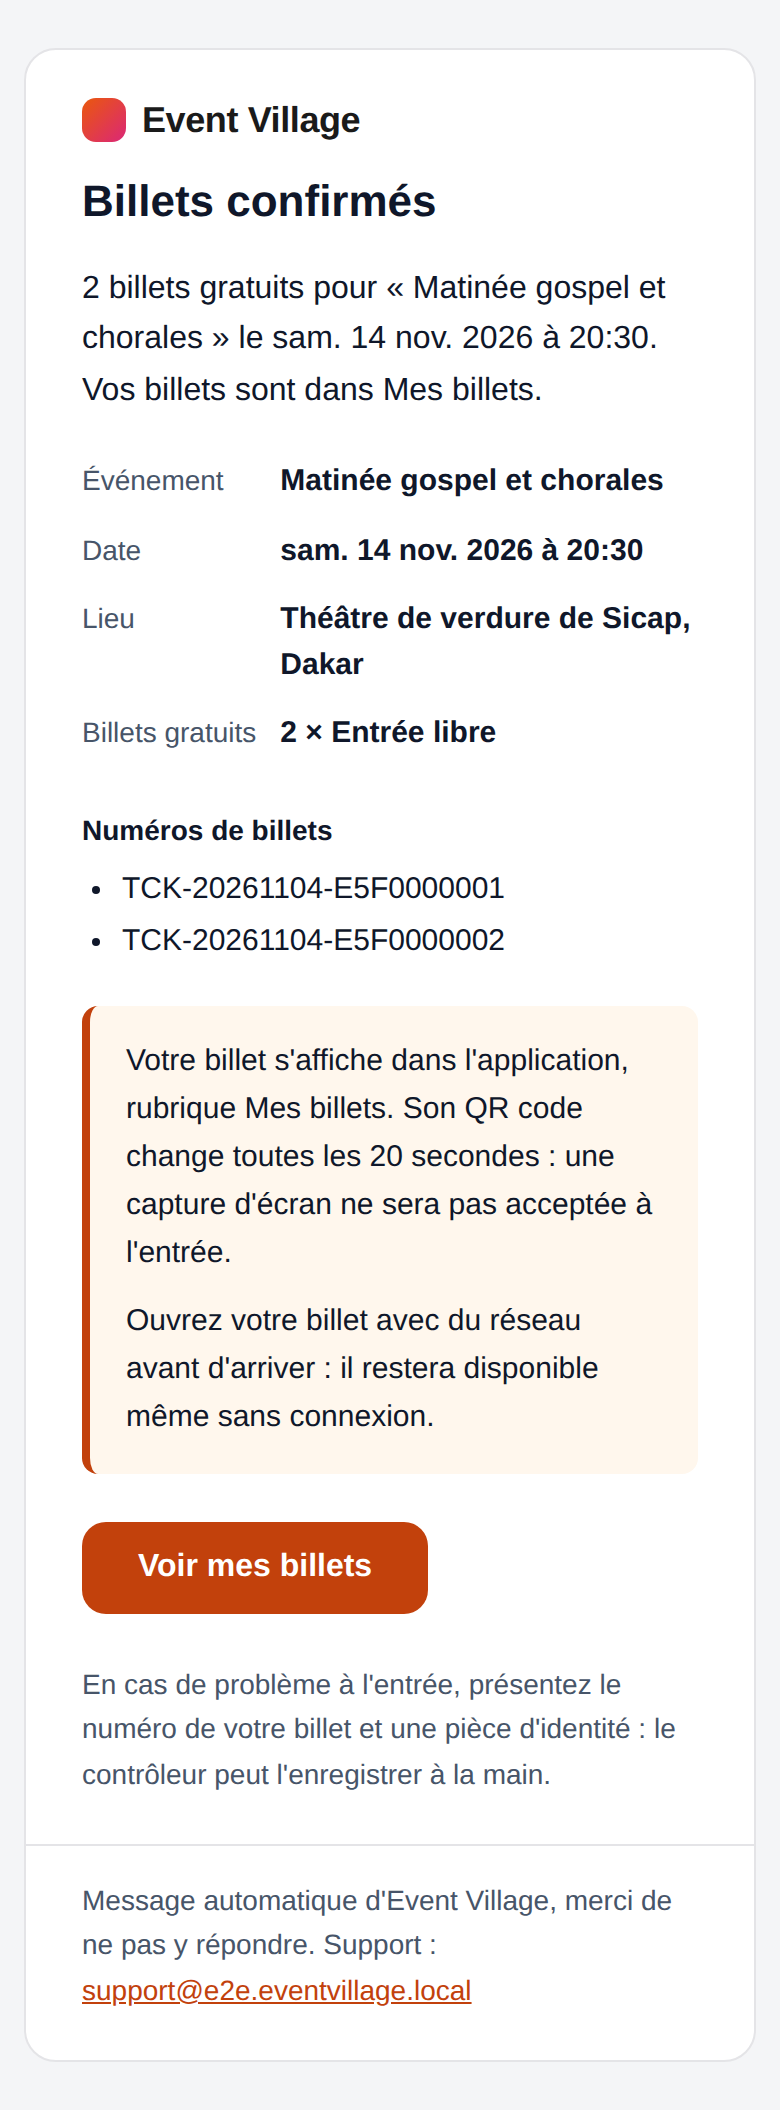 Event Village
Billets confirmés
2 billets gratuits pour « Matinée gospel et
chorales » le sam. 14 nov. 2026 à 20:30.
Vos billets sont dans Mes billets.
Événement Matinée gospel et chorales
Date sam. 14 nov. 2026 à 20:30
Lieu Théâtre de verdure de Sicap,
Dakar
Billets gratuits 2 × Entrée libre
Numéros de billets
• TCK-20261104-E5F0000001
• TCK-20261104-E5F0000002
Votre billet s'affiche dans l'application,
rubrique Mes billets. Son QR code
change toutes les 20 secondes : une
capture d'écran ne sera pas acceptée à
l'entrée.
Ouvrez votre billet avec du réseau
avant d'arriver : il restera disponible
même sans connexion.
Voir mes billets
En cas de problème à l'entrée, présentez le
numéro de votre billet et une pièce d'identité : le
contrôleur peut l'enregistrer à la main.
Message automatique d'Event Village, merci de
ne pas y répondre. Support :
support@e2e.eventvillage.local